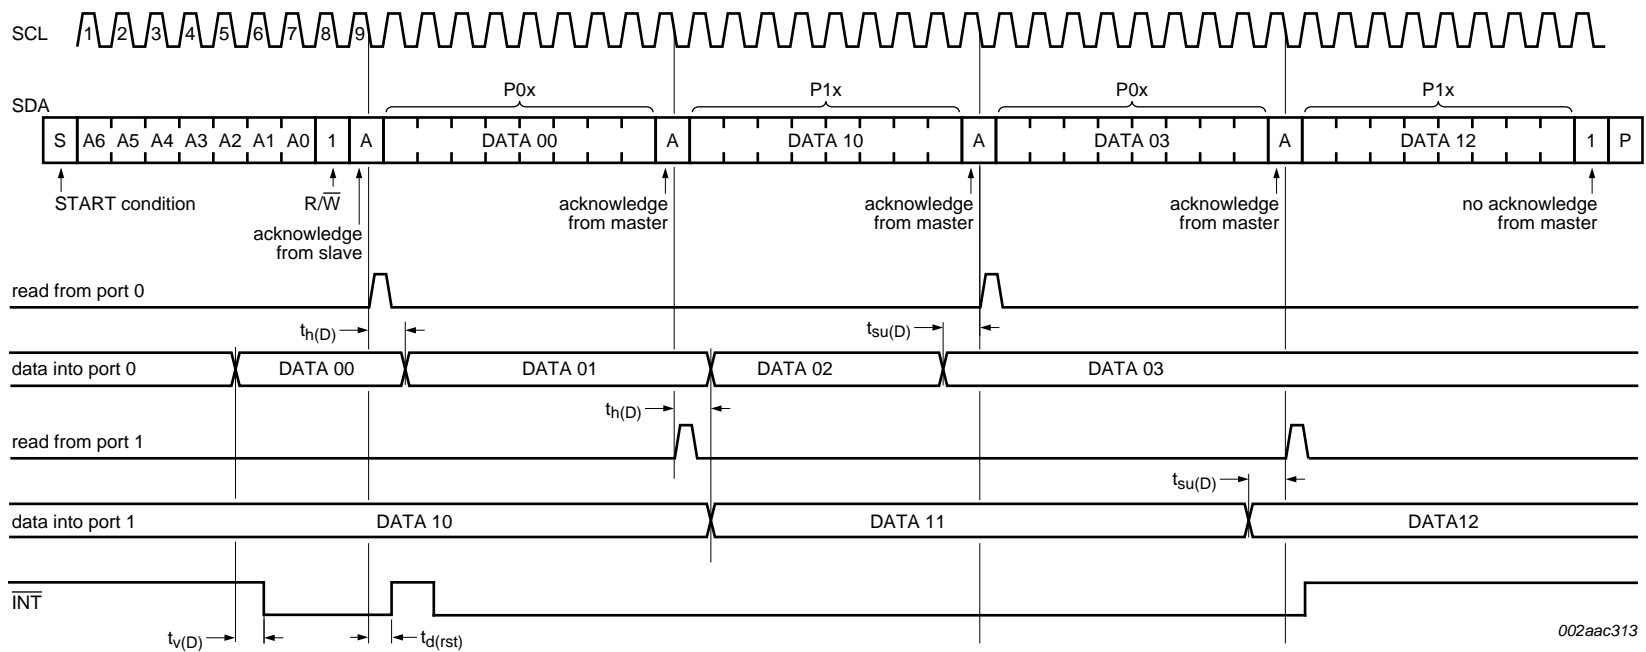 SCL
1 2 3 4 5 6 7 8 9
SDA
P0x P1x P0x P1x
S A6 A5 A4 A3 A2 A1 A0 1 A DATA 00 A DATA 10 A DATA 03 A DATA 12 1 P
START condition
R/W̅
acknowledge
from slave
acknowledge
from master
acknowledge
from master
acknowledge
from master
no acknowledge
from master
read from port 0
th(D)
tsu(D)
data into port 0
DATA 00 DATA 01 DATA 02 DATA 03
th(D)
read from port 1
tsu(D)
data into port 1
DATA 10 DATA 11 DATA12
I̅N̅T̅
tv(D)
td(rst)
002aac313